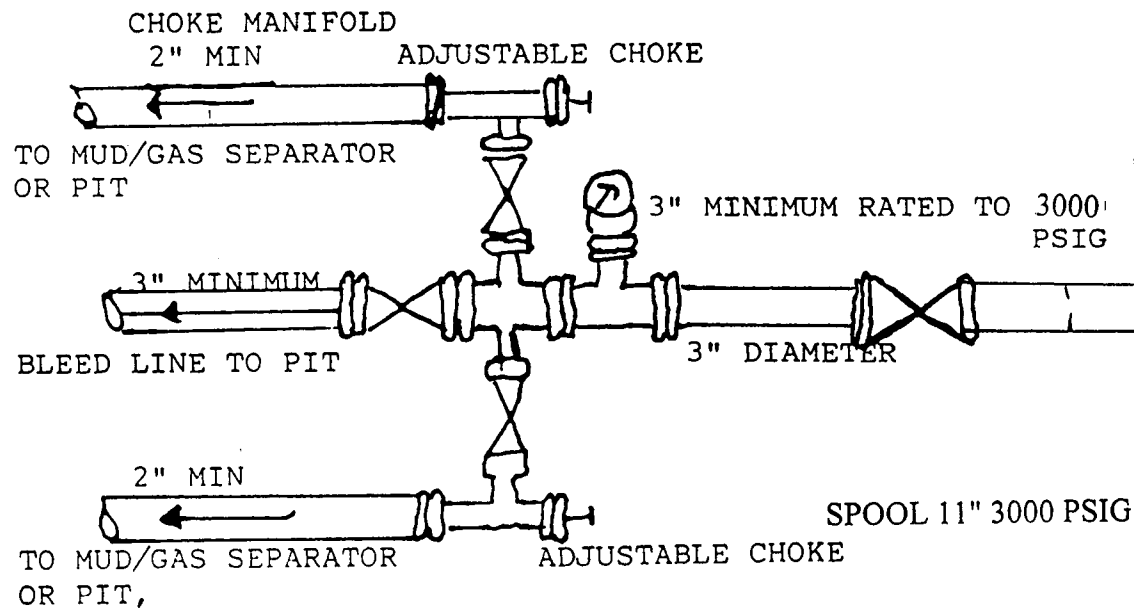 CHOKE MANIFOLD
2" MIN
ADJUSTABLE CHOKE
TO MUD/GAS SEPARATOR
OR PIT
3" MINIMUM RATED TO 3000
PSIG
3" MINIMUM
BLEED LINE TO PIT
3" DIAMETER
2" MIN
SPOOL 11" 3000 PSIG
TO MUD/GAS SEPARATOR
OR PIT,
ADJUSTABLE CHOKE